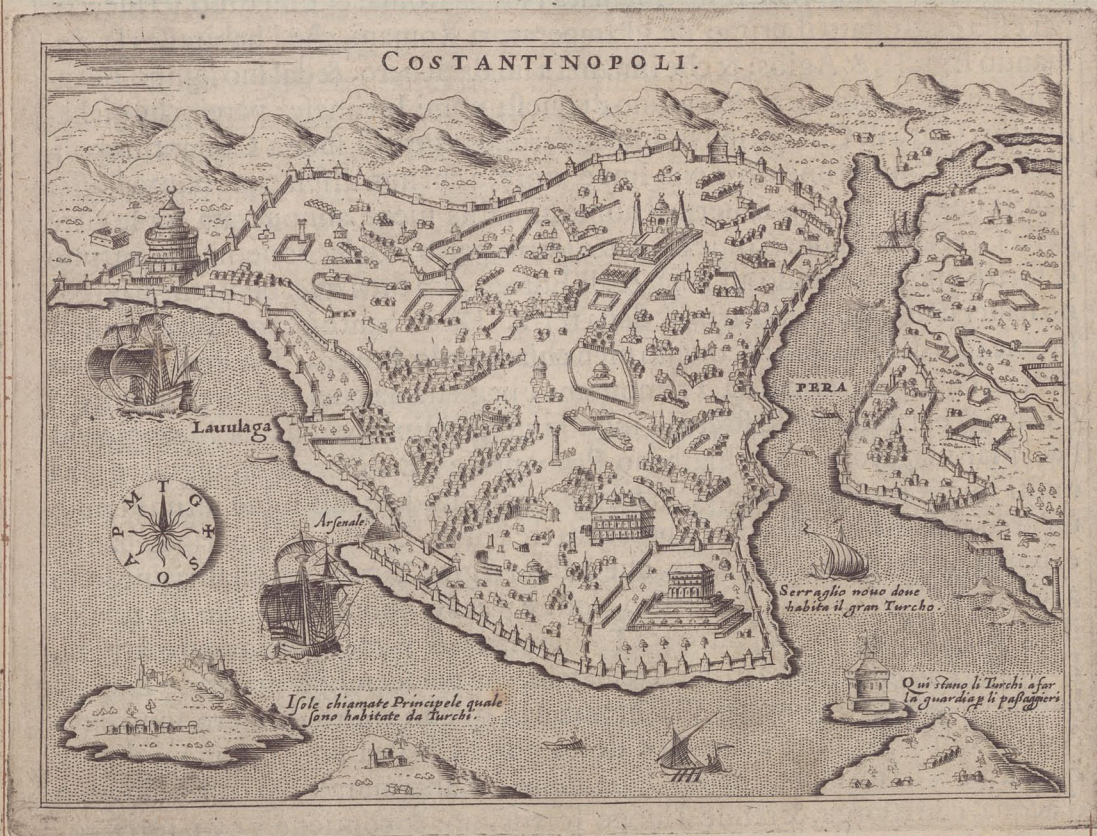 COSTANTINOPOLI.
PERA
Lauulaga
Arsenale
T
G
✠
S
O
A
P
M
Serraglio nouo doue
habita il gran Turcho.
Qui stano li Turchi à far
la guardia ꝑ li passaggieri
Isole chiamate Principele quale
sono habitate da Turchi.